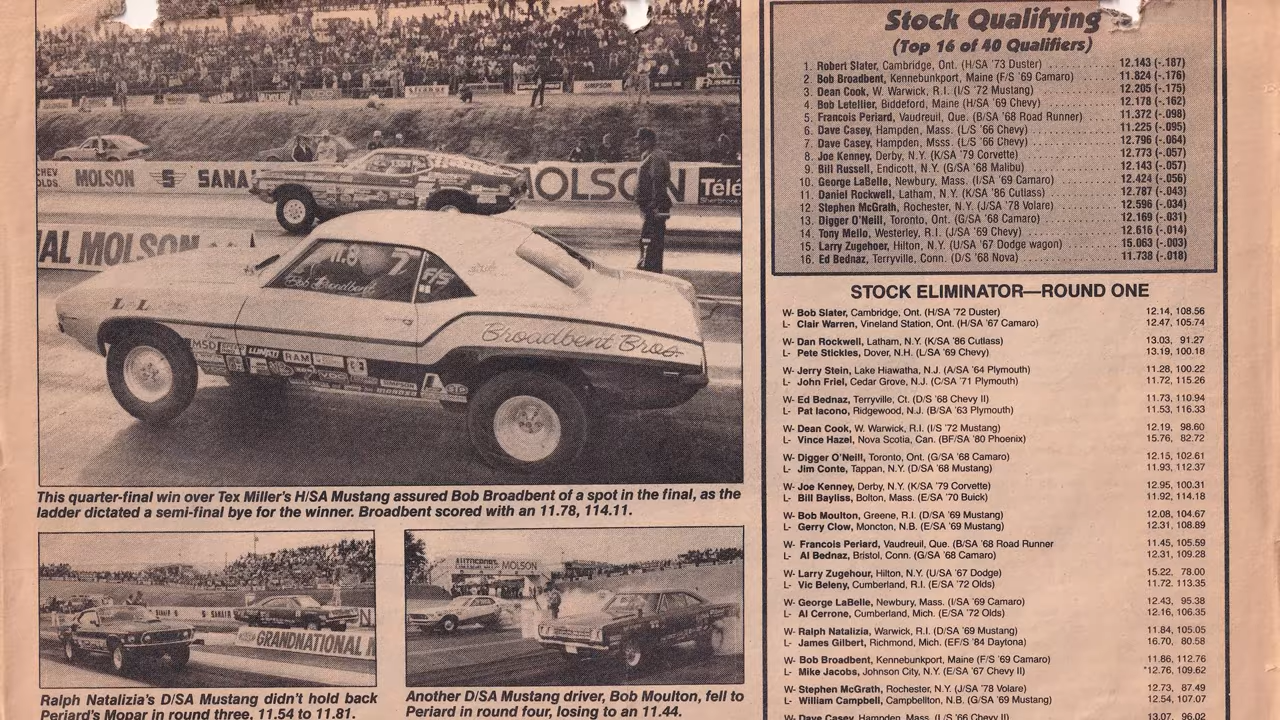 CHEV
OLDS
MOLSON
S
SANA
MOLSON
Télé
AL MOLSON
11.8
Bob Broadbent
F/S
Broadbent Bros
MSD
LUNATI
RAM
STP
This quarter-final win over Tex Miller's H/SA Mustang assured Bob Broadbent of a spot in the final, as the
ladder dictated a semi-final bye for the winner. Broadbent scored with an 11.78, 114.11.
SANAIR
GRANDNATIONAL M
Ralph Natalizia's D/SA Mustang didn't hold back
Periard's Mopar in round three, 11.54 to 11.81.
MOLSON
Another D/SA Mustang driver, Bob Moulton, fell to
Periard in round four, losing to an 11.44.
Stock Qualifying
(Top 16 of 40 Qualifiers)
1. Robert Slater, Cambridge, Ont. (H/SA '73 Duster) 12.143 (-.187)
2. Bob Broadbent, Kennebunkport, Maine (F/S '69 Camaro) 11.824 (-.176)
3. Dean Cook, W. Warwick, R.I. (I/S '72 Mustang) 12.205 (-.175)
4. Bob Letellier, Biddeford, Maine (H/SA '69 Chevy) 12.178 (-.162)
5. Francois Periard, Vaudreuil, Que. (B/SA '68 Road Runner) 11.372 (-.098)
6. Dave Casey, Hampden, Mass. (L/S '66 Chevy) 11.225 (-.095)
7. Dave Casey, Hampden, Mass. (L/S '66 Chevy) 12.796 (-.064)
8. Joe Kenney, Derby, N.Y. (K/SA '79 Corvette) 12.773 (-.057)
9. Bill Russell, Endicott, N.Y. (G/SA '68 Malibu) 12.143 (-.057)
10. George LaBelle, Newbury, Mass. (I/SA '69 Camaro) 12.424 (-.056)
11. Daniel Rockwell, Latham, N.Y. (K/SA '86 Cutlass) 12.787 (-.043)
12. Stephen McGrath, Rochester, N.Y. (J/SA '78 Volare) 12.596 (-.034)
13. Digger O'Neill, Toronto, Ont. (G/SA '68 Camaro) 12.169 (-.031)
14. Tony Mello, Westerley, R.I. (J/SA '69 Chevy) 12.616 (-.014)
15. Larry Zugehoer, Hilton, N.Y. (U/SA '67 Dodge wagon) 15.063 (-.003)
16. Ed Bednaz, Terryville, Conn. (D/S '68 Nova) 11.738 (-.018)
STOCK ELIMINATOR—ROUND ONE
W- Bob Slater, Cambridge, Ont. (H/SA '72 Duster) 12.14, 108.56
L- Clair Warren, Vineland Station, Ont. (H/SA '67 Camaro) 12.47, 105.74
W- Dan Rockwell, Latham, N.Y. (K/SA '86 Cutlass) 13.03, 91.27
L- Pete Stickles, Dover, N.H. (L/SA '69 Chevy) 13.19, 100.18
W- Jerry Stein, Lake Hiawatha, N.J. (A/SA '64 Plymouth) 11.28, 100.22
L- John Friel, Cedar Grove, N.J. (C/SA '71 Plymouth) 11.72, 115.26
W- Ed Bednaz, Terryville, Ct. (D/S '68 Chevy II) 11.73, 110.94
L- Pat Iacono, Ridgewood, N.J. (B/SA '63 Plymouth) 11.53, 116.33
W- Dean Cook, W. Warwick, R.I. (I/S '72 Mustang) 12.19, 98.60
L- Vince Hazel, Nova Scotia, Can. (BF/SA '80 Phoenix) 15.76, 82.72
W- Digger O'Neill, Toronto, Ont. (G/SA '68 Camaro) 12.15, 102.61
L- Jim Conte, Tappan, N.Y. (D/SA '68 Mustang) 11.93, 112.37
W- Joe Kenney, Derby, N.Y. (K/SA '79 Corvette) 12.95, 100.31
L- Bill Bayliss, Bolton, Mass. (E/SA '70 Buick) 11.92, 114.18
W- Bob Moulton, Greene, R.I. (D/SA '69 Mustang) 12.08, 104.67
L- Gerry Clow, Moncton, N.B. (E/SA '69 Mustang) 12.31, 108.89
W- Francois Periard, Vaudreuil, Que. (B/SA '68 Road Runner 11.45, 105.59
L- Al Bednaz, Bristol, Conn. (G/SA '68 Camaro) 12.31, 109.28
W- Larry Zugehour, Hilton, N.Y. (U/SA '67 Dodge) 15.22, 78.00
L- Vic Beleny, Cumberland, R.I. (E/SA '72 Olds) 11.72, 113.35
W- George LaBelle, Newbury, Mass. (I/SA '69 Camaro) 12.43, 95.38
L- Al Cerrone, Cumberland, Mich. (E/SA '72 Olds) 12.16, 106.35
W- Ralph Natalizia, Warwick, R.I. (D/SA '69 Mustang) 11.84, 105.05
L- James Gilbert, Richmond, Mich. (EF/S '84 Daytona) 16.70, 80.58
W- Bob Broadbent, Kennebunkport, Maine (F/S '69 Camaro) 11.86, 112.76
L- Mike Jacobs, Johnson City, N.Y. (E/SA '67 Chevy II) *12.76, 109.62
W- Stephen McGrath, Rochester, N.Y. (J/SA '78 Volare) 12.73, 87.49
L- William Campbell, Campbellton, N.B. (G/SA '69 Mustang) 12.54, 107.07
W- Dave Casey, Hampden, Mass. (L/S '66 Chevy II) 13.07, 96.02